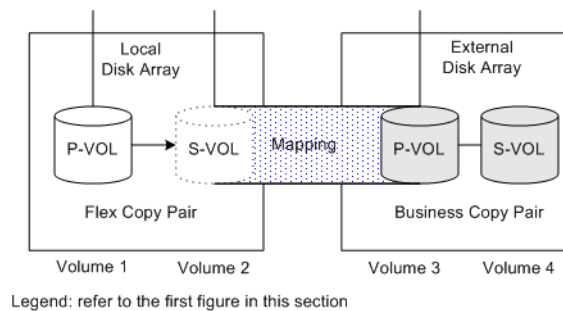 Local
Disk Array
External
Disk Array
P-VOL
S-VOL
Mapping
P-VOL
S-VOL
Flex Copy Pair
Business Copy Pair
Volume 1
Volume 2
Volume 3
Volume 4
Legend: refer to the first figure in this section